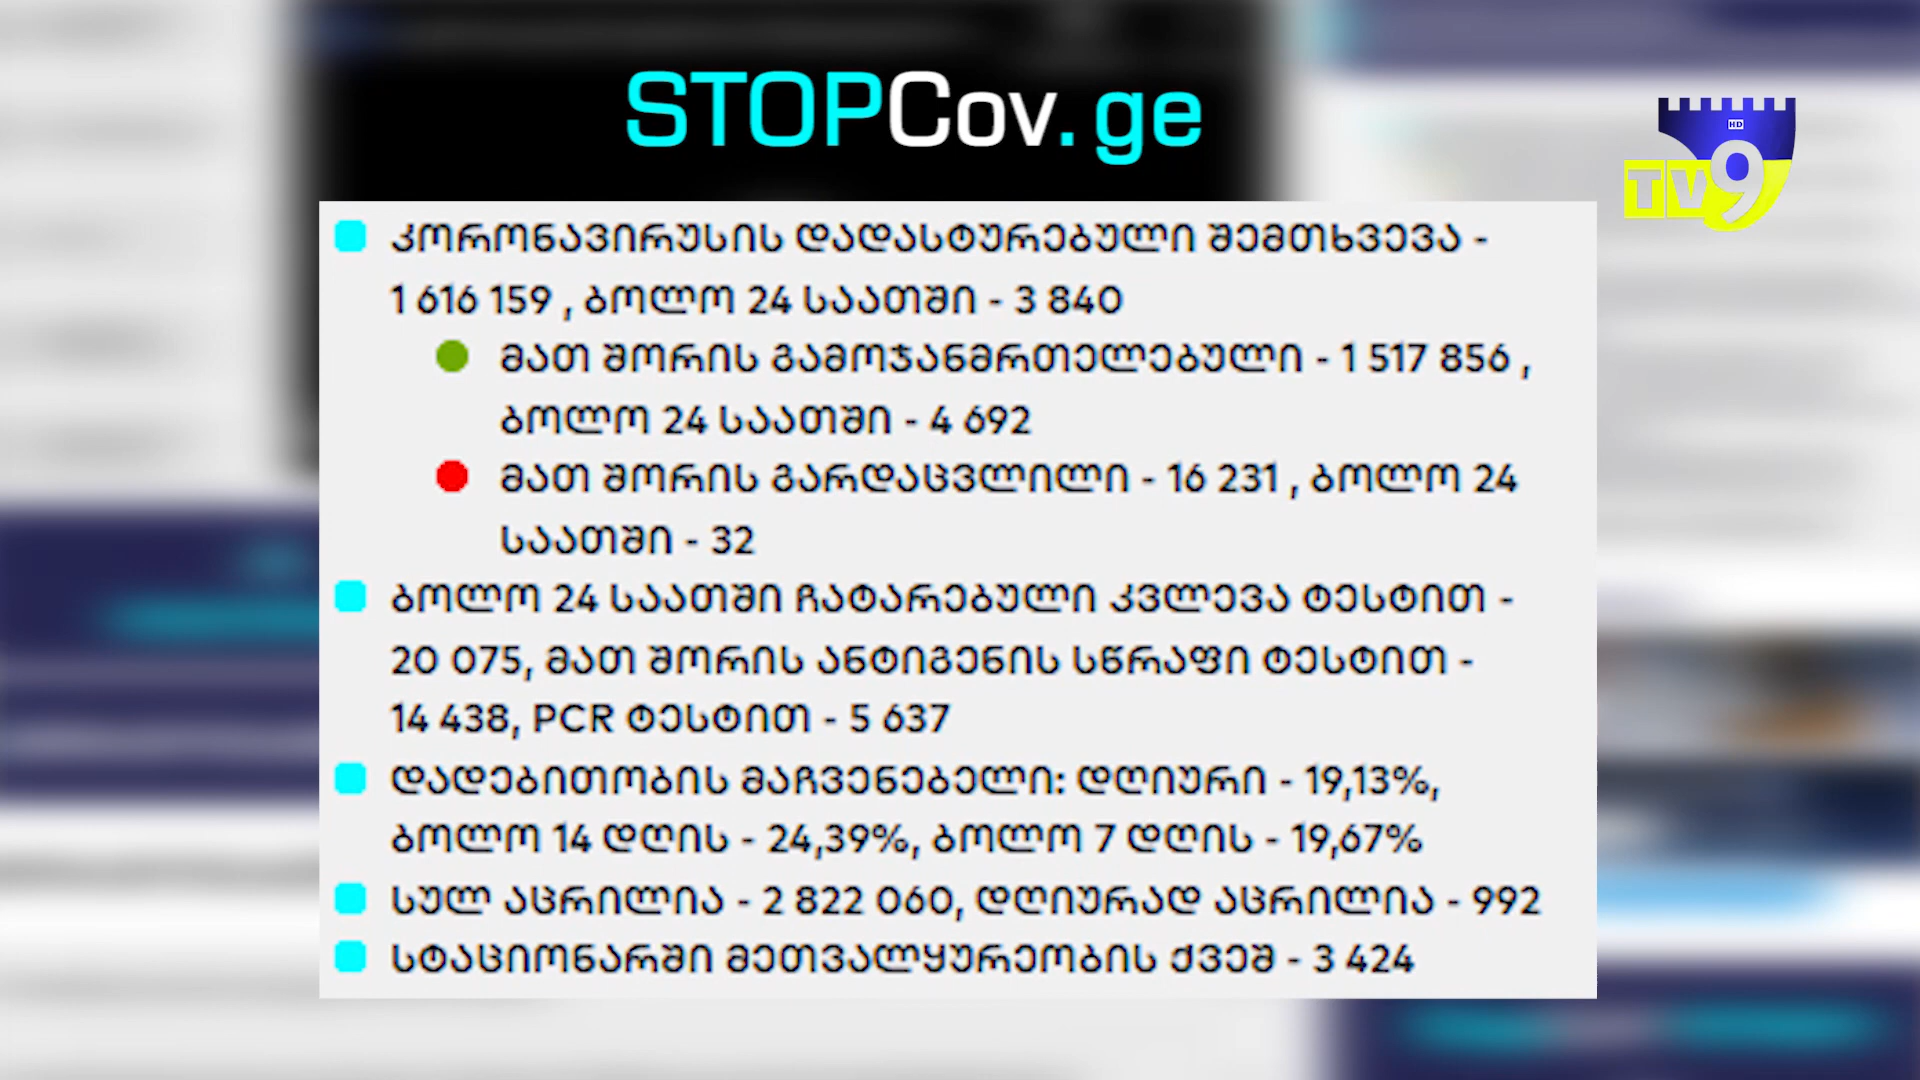 STOPCov.ge
HD
TV9
კორონავირუსის დადასტურებული შემთხვევა -
1 616 159 , ბოლო 24 საათში - 3 840
მათ შორის გამოჯანმრთელებული - 1 517 856 ,
ბოლო 24 საათში - 4 692
მათ შორის გარდაცვლილი - 16 231 , ბოლო 24
საათში - 32
ბოლო 24 საათში ჩატარებული კვლევა ტესტით -
20 075, მათ შორის ანტიგენის სწრაფი ტესტით -
14 438, PCR ტესტით - 5 637
დადებითობის მაჩვენებელი: დღიური - 19,13%,
ბოლო 14 დღის - 24,39%, ბოლო 7 დღის - 19,67%
სულ აცრილია - 2 822 060, დღიურად აცრილია - 992
სტაციონარში მეთვალყურეობის ქვეშ - 3 424